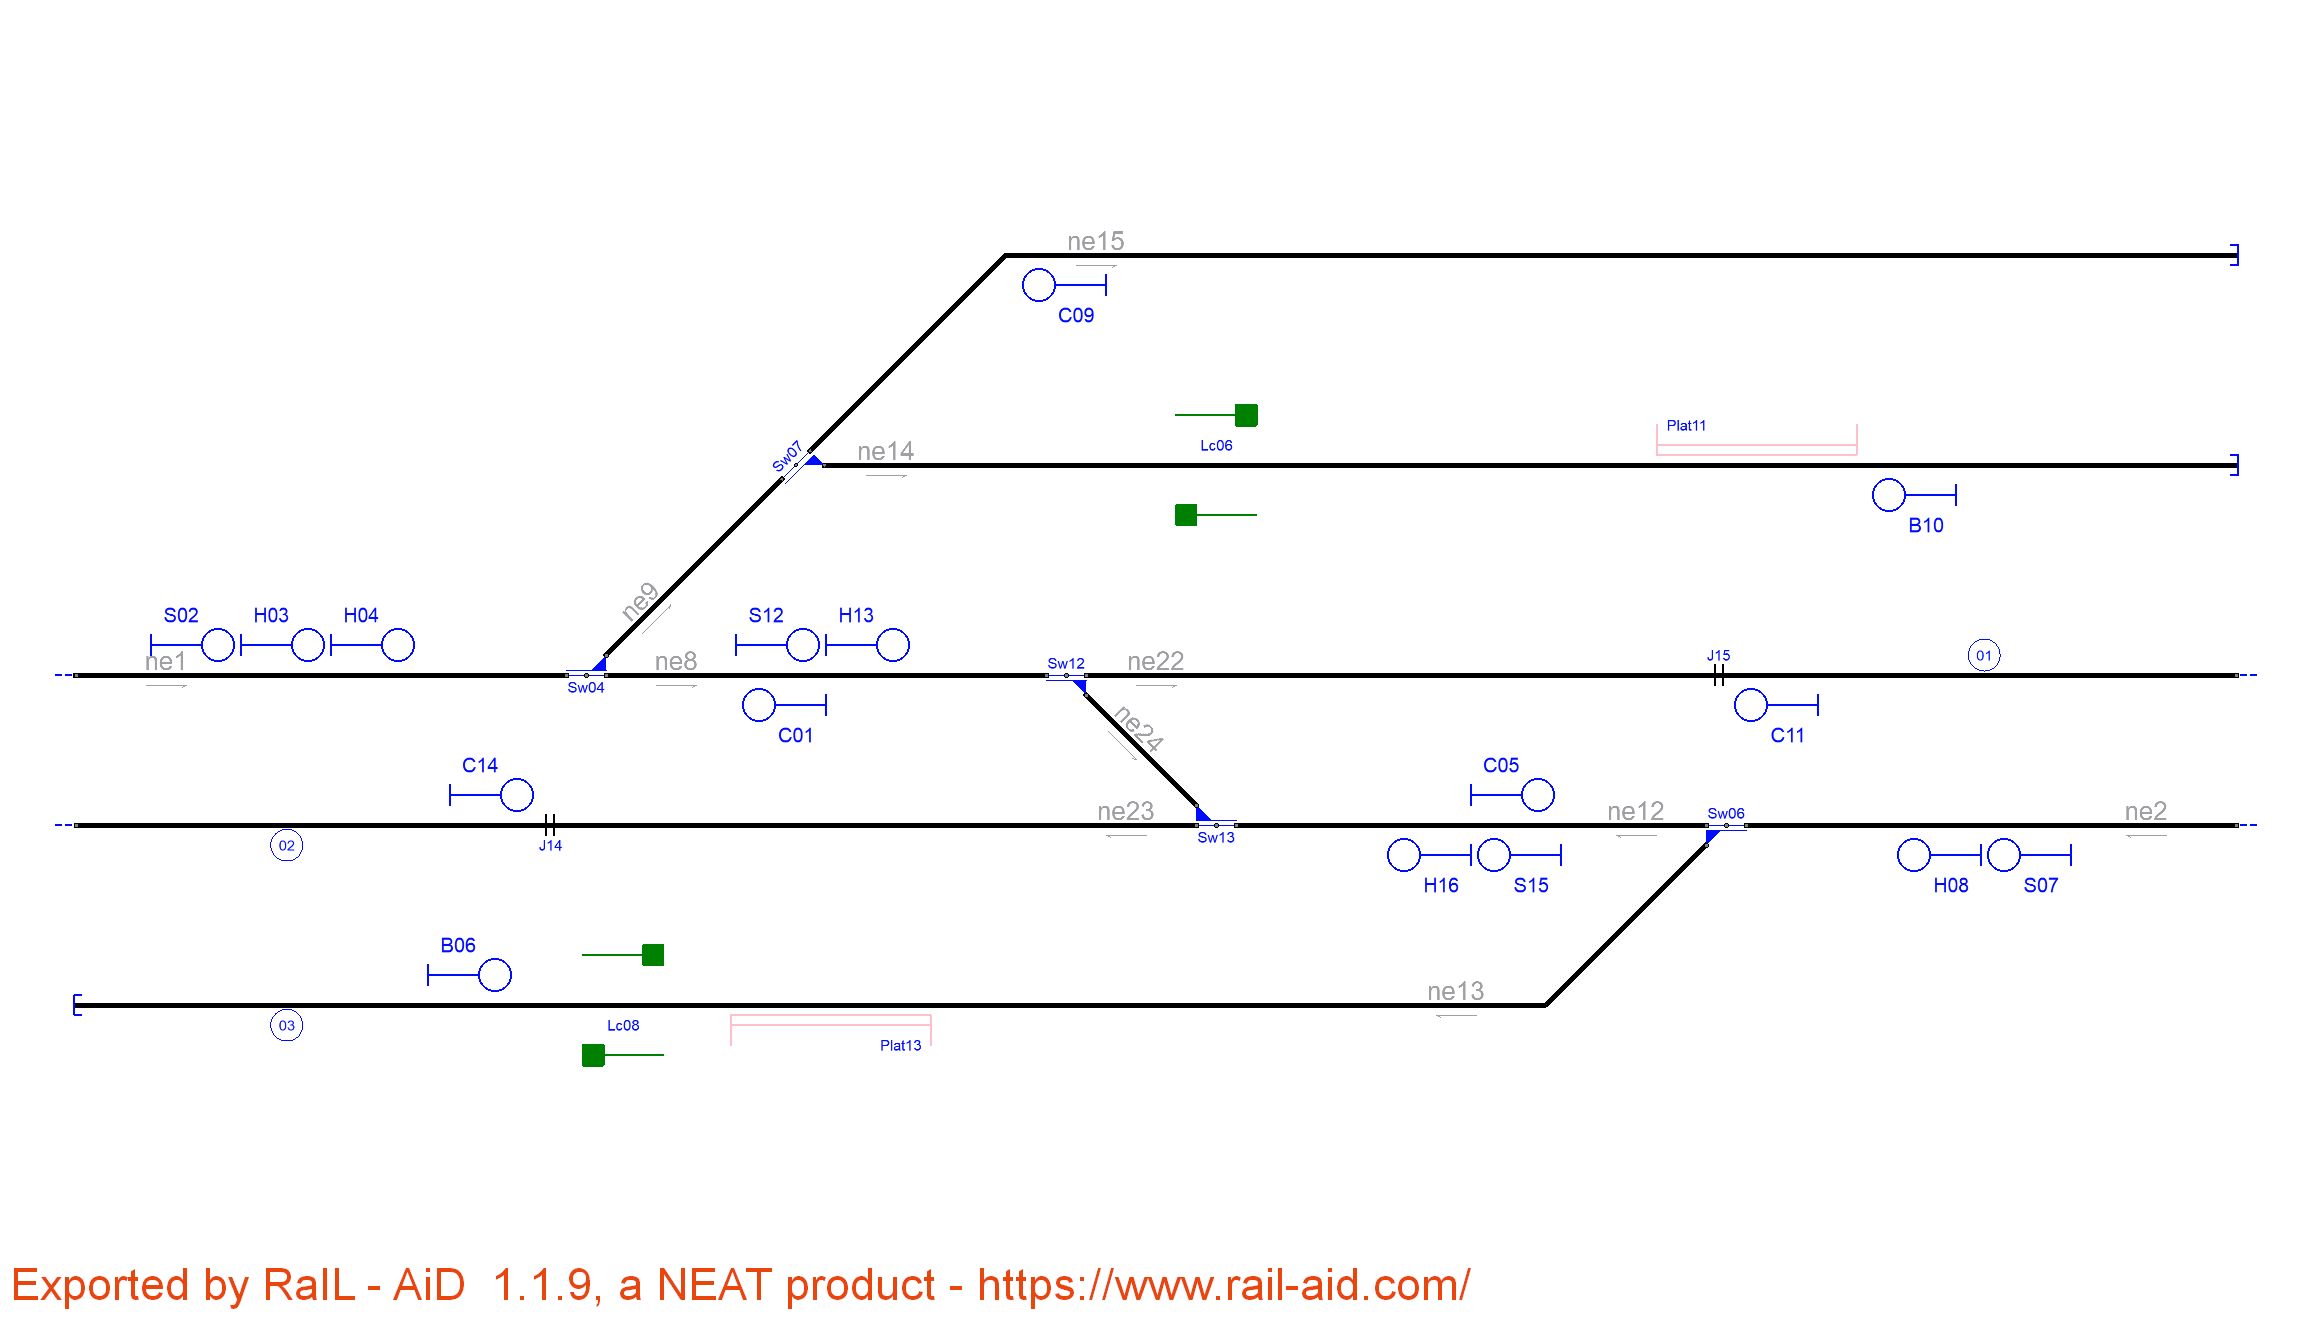 ne15
C09
Plat11
Sw07
ne14
Lc06
B10
ne9
S02 H03 H04
S12 H13
ne1
ne8
Sw12
ne22
J15
01
Sw04
C01
ne24
C11
C14
C05
ne23
ne12
Sw06
ne2
02
J14
Sw13
H16 S15
H08 S07
B06
ne13
03
Lc08
Plat13
Exported by RaIL - AiD 1.1.9, a NEAT product - https://www.rail-aid.com/